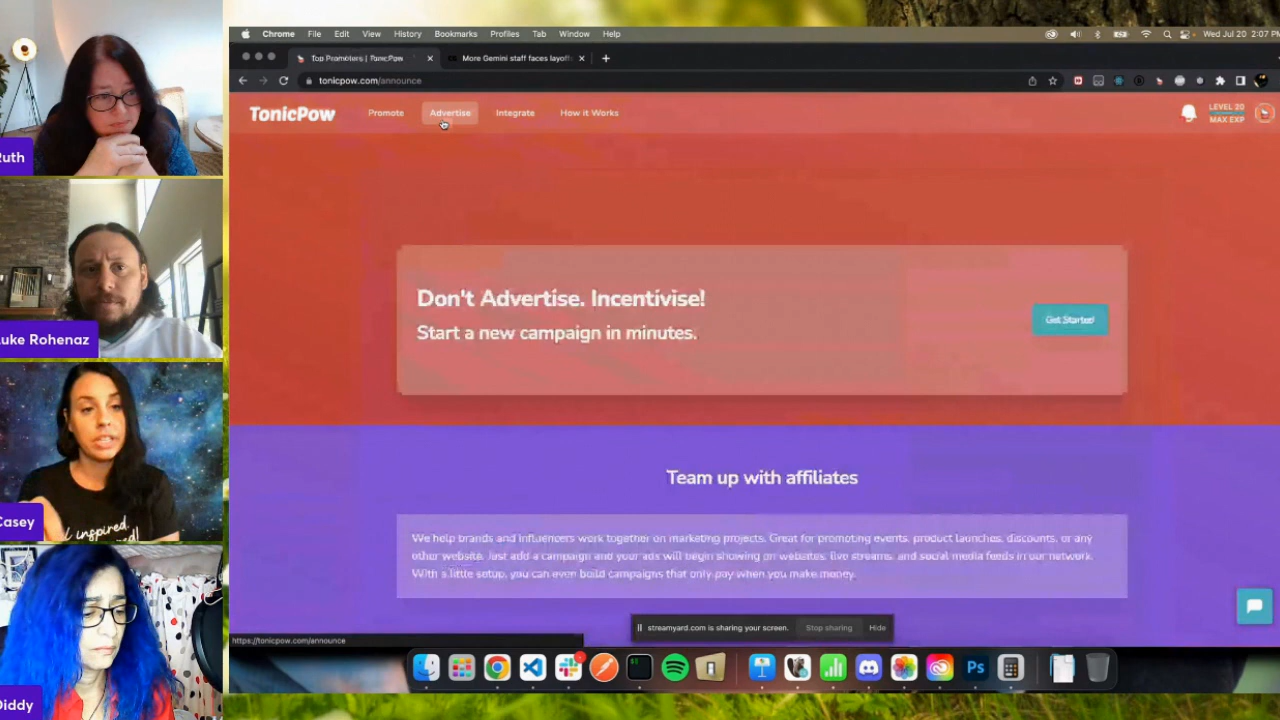 Ruth
Luke Rohenaz
Casey
Diddy
inspired
Chrome File Edit View History Bookmarks Profiles Tab Window Help
Wed Jul 20 2:07 PM
Top Promoters | TonicPow
More Gemini staff faces layoff
tonicpow.com/announce
TonicPow Promote Advertise Integrate How it Works
LEVEL 20
MAX EXP
Don't Advertise. Incentivise!
Start a new campaign in minutes.
Get Started
Team up with affiliates
We help brands and influencers work together on marketing projects. Great for promoting events, product launches, discounts, or any
other website. Just add a campaign and your ads will begin showing on websites, live streams, and social media feeds in our network.
With a little setup, you can even build campaigns that only pay when you make money.
streamyard.com is sharing your screen. Stop sharing Hide
https://tonicpow.com/announce
Ps